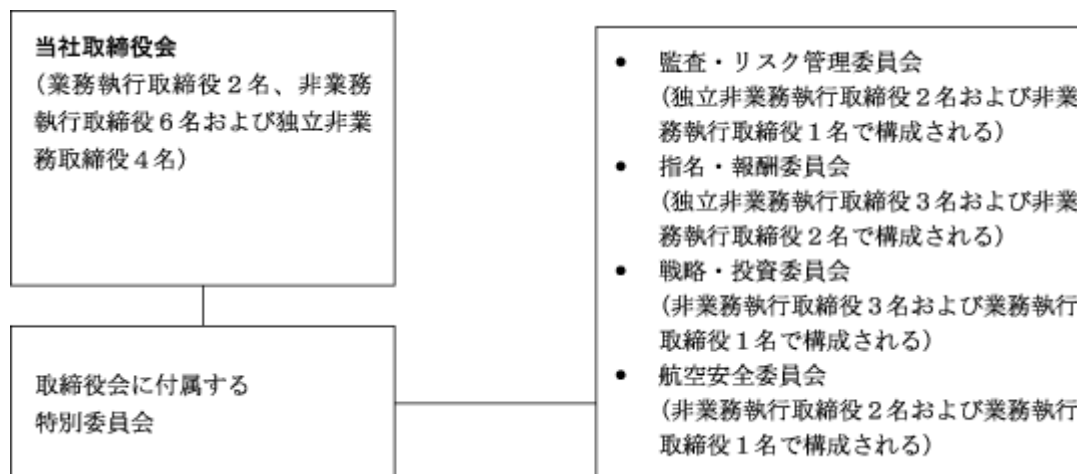 当社取締役会
(業務執行取締役２名、非業務
執行取締役６名および独立非業
務取締役４名)
取締役会に付属する
特別委員会
● 監査・リスク管理委員会
(独立非業務執行取締役２名および非業
務執行取締役１名で構成される)
● 指名・報酬委員会
(独立非業務執行取締役３名および非業
務執行取締役２名で構成される)
● 戦略・投資委員会
(非業務執行取締役３名および業務執行
取締役１名で構成される)
● 航空安全委員会
(非業務執行取締役２名および業務執行
取締役１名で構成される)